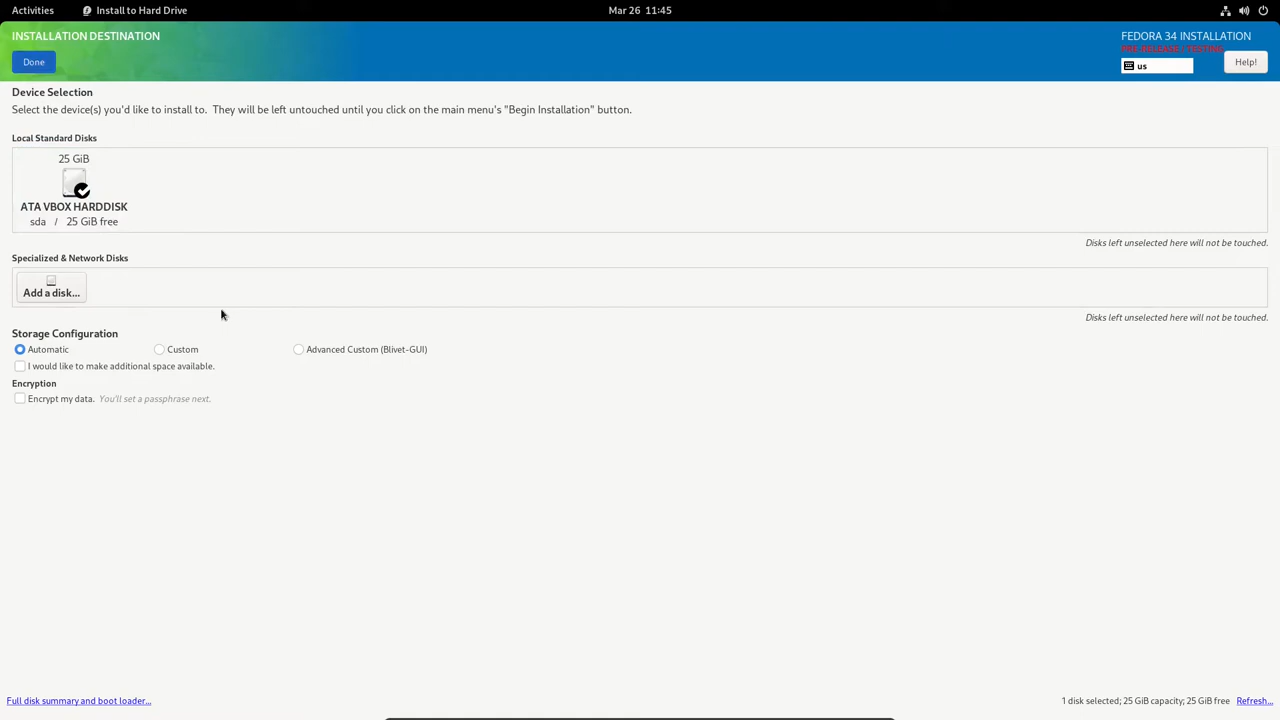 Activities
Install to Hard Drive
Mar 26 11:45
INSTALLATION DESTINATION
FEDORA 34 INSTALLATION
PRE-RELEASE / TESTING
Done
us
Help!
Device Selection
Select the device(s) you'd like to install to. They will be left untouched until you click on the main menu's "Begin Installation" button.
Local Standard Disks
25 GiB
ATA VBOX HARDDISK
sda / 25 GiB free
Disks left unselected here will not be touched.
Specialized & Network Disks
Add a disk...
Disks left unselected here will not be touched.
Storage Configuration
Automatic
Custom
Advanced Custom (Blivet-GUI)
I would like to make additional space available.
Encryption
Encrypt my data. You'll set a passphrase next.
Full disk summary and boot loader...
1 disk selected; 25 GiB capacity; 25 GiB free Refresh...